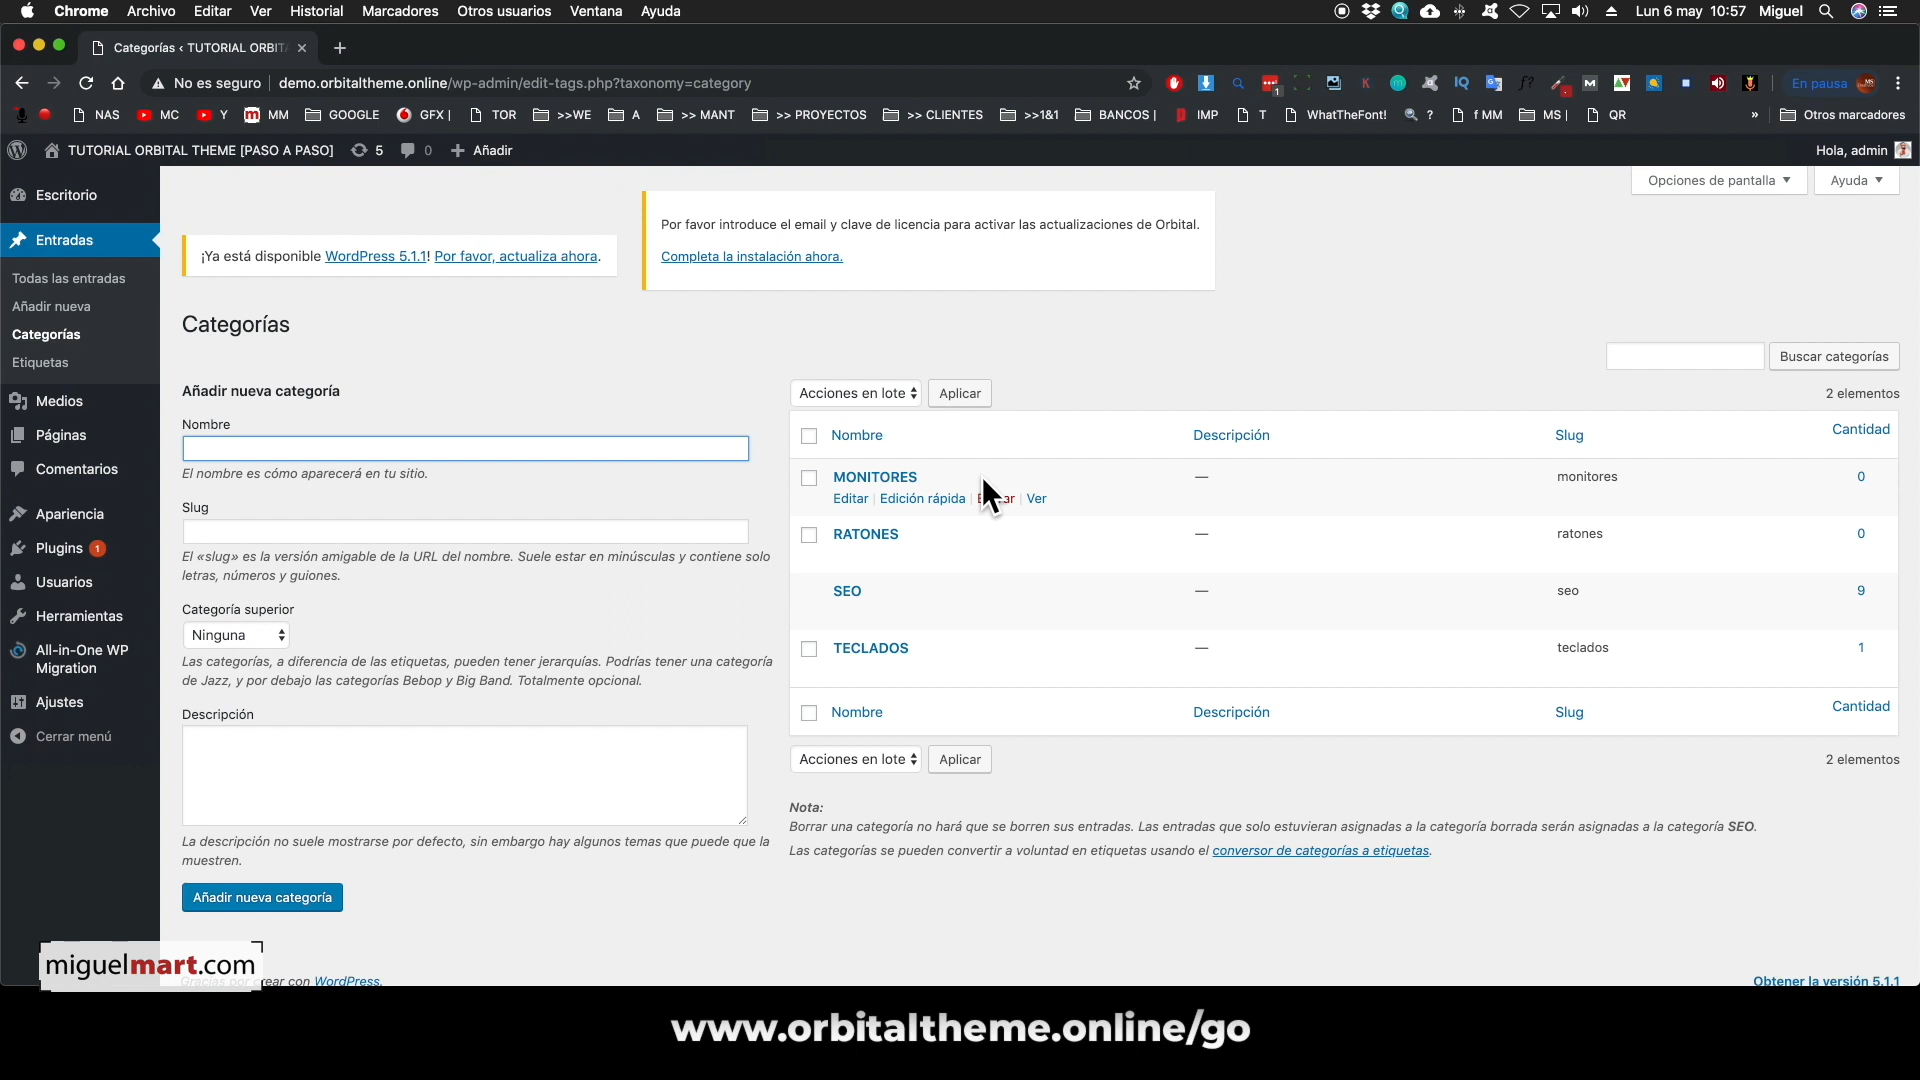 Chrome Archivo Editar Ver Historial Marcadores Otros usuarios Ventana Ayuda Lun 6 may 10:57 Miguel
Categorías ‹ TUTORIAL ORBIT
No es seguro demo.orbitaltheme.online/wp-admin/edit-tags.php?taxonomy=category En pausa
NAS MC Y MM GOOGLE GFX | TOR >>WE A >> MANT >> PROYECTOS >> CLIENTES >>1&1 BANCOS | IMP T WhatTheFont! ? f MM MS | QR » Otros marcadores
TUTORIAL ORBITAL THEME [PASO A PASO] 5 0 Añadir Hola, admin
Opciones de pantalla Ayuda
Escritorio
Entradas
Todas las entradas
Añadir nueva
Categorías
Etiquetas
Medios
Páginas
Comentarios
Apariencia
Plugins 1
Usuarios
Herramientas
All-in-One WP
Migration
Ajustes
Cerrar menú
¡Ya está disponible WordPress 5.1.1! Por favor, actualiza ahora.
Por favor introduce el email y clave de licencia para activar las actualizaciones de Orbital.
Completa la instalación ahora.
Categorías
Buscar categorías
Añadir nueva categoría
Nombre
El nombre es cómo aparecerá en tu sitio.
Slug
El «slug» es la versión amigable de la URL del nombre. Suele estar en minúsculas y contiene solo
letras, números y guiones.
Categoría superior
Ninguna
Las categorías, a diferencia de las etiquetas, pueden tener jerarquías. Podrías tener una categoría
de Jazz, y por debajo las categorías Bebop y Big Band. Totalmente opcional.
Descripción
La descripción no suele mostrarse por defecto, sin embargo hay algunos temas que puede que la
muestren.
Añadir nueva categoría
Acciones en lote Aplicar 2 elementos
Nombre Descripción Slug Cantidad
MONITORES — monitores 0
Editar | Edición rápida | | Ver
RATONES — ratones 0
SEO — seo 9
TECLADOS — teclados 1
Nombre Descripción Slug Cantidad
Acciones en lote Aplicar 2 elementos
Nota:
Borrar una categoría no hará que se borren sus entradas. Las entradas que solo estuvieran asignadas a la categoría borrada serán asignadas a la categoría SEO.
Las categorías se pueden convertir a voluntad en etiquetas usando el conversor de categorías a etiquetas.
miguelmart.com
Gracias por crear con WordPress. Obtener la versión 5.1.1
www.orbitaltheme.online/go